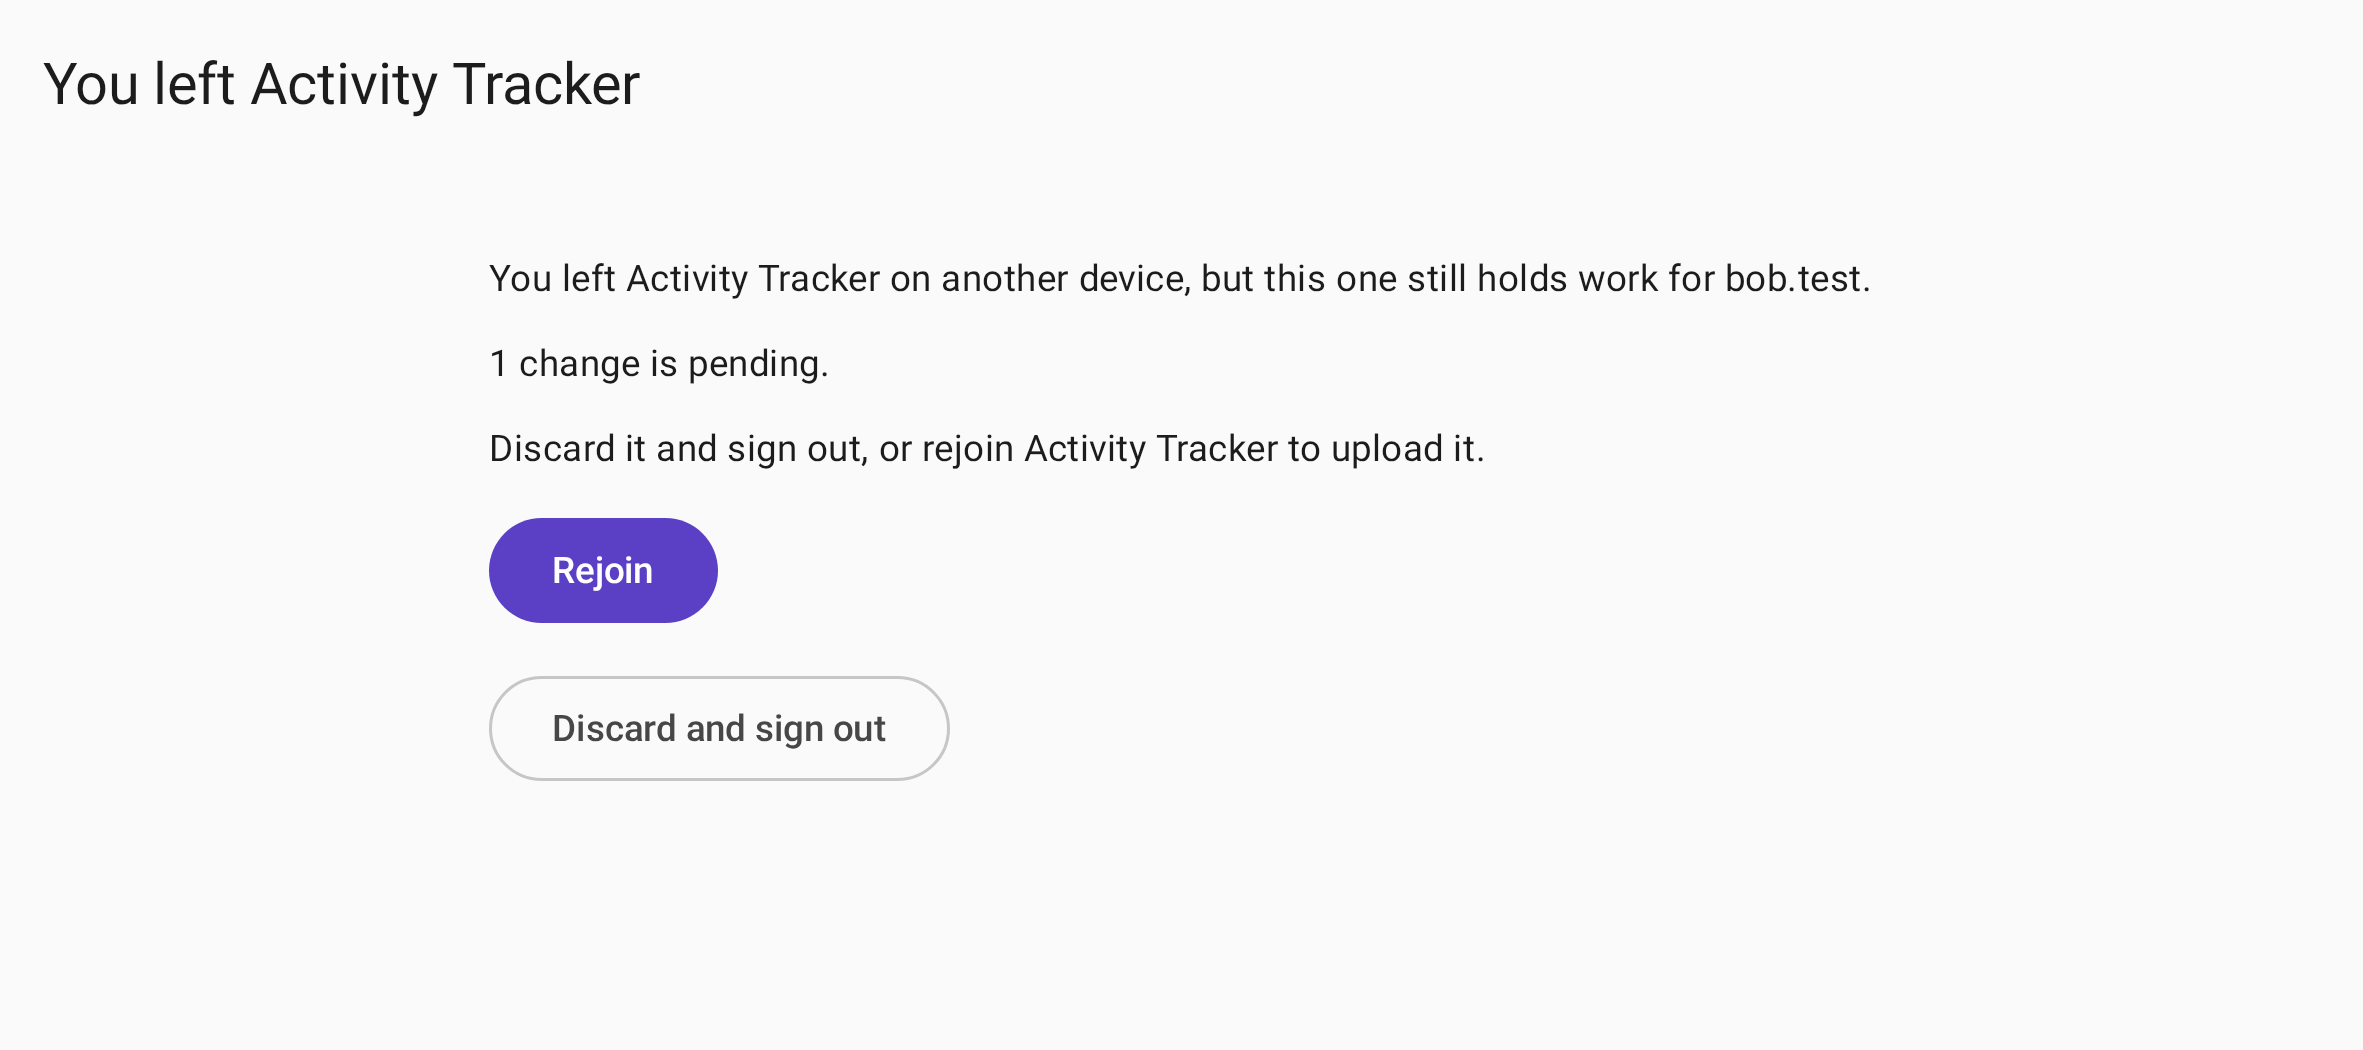 You left Activity Tracker
You left Activity Tracker on another device, but this one still holds work for bob.test.
1 change is pending.
Discard it and sign out, or rejoin Activity Tracker to upload it.
Rejoin
Discard and sign out